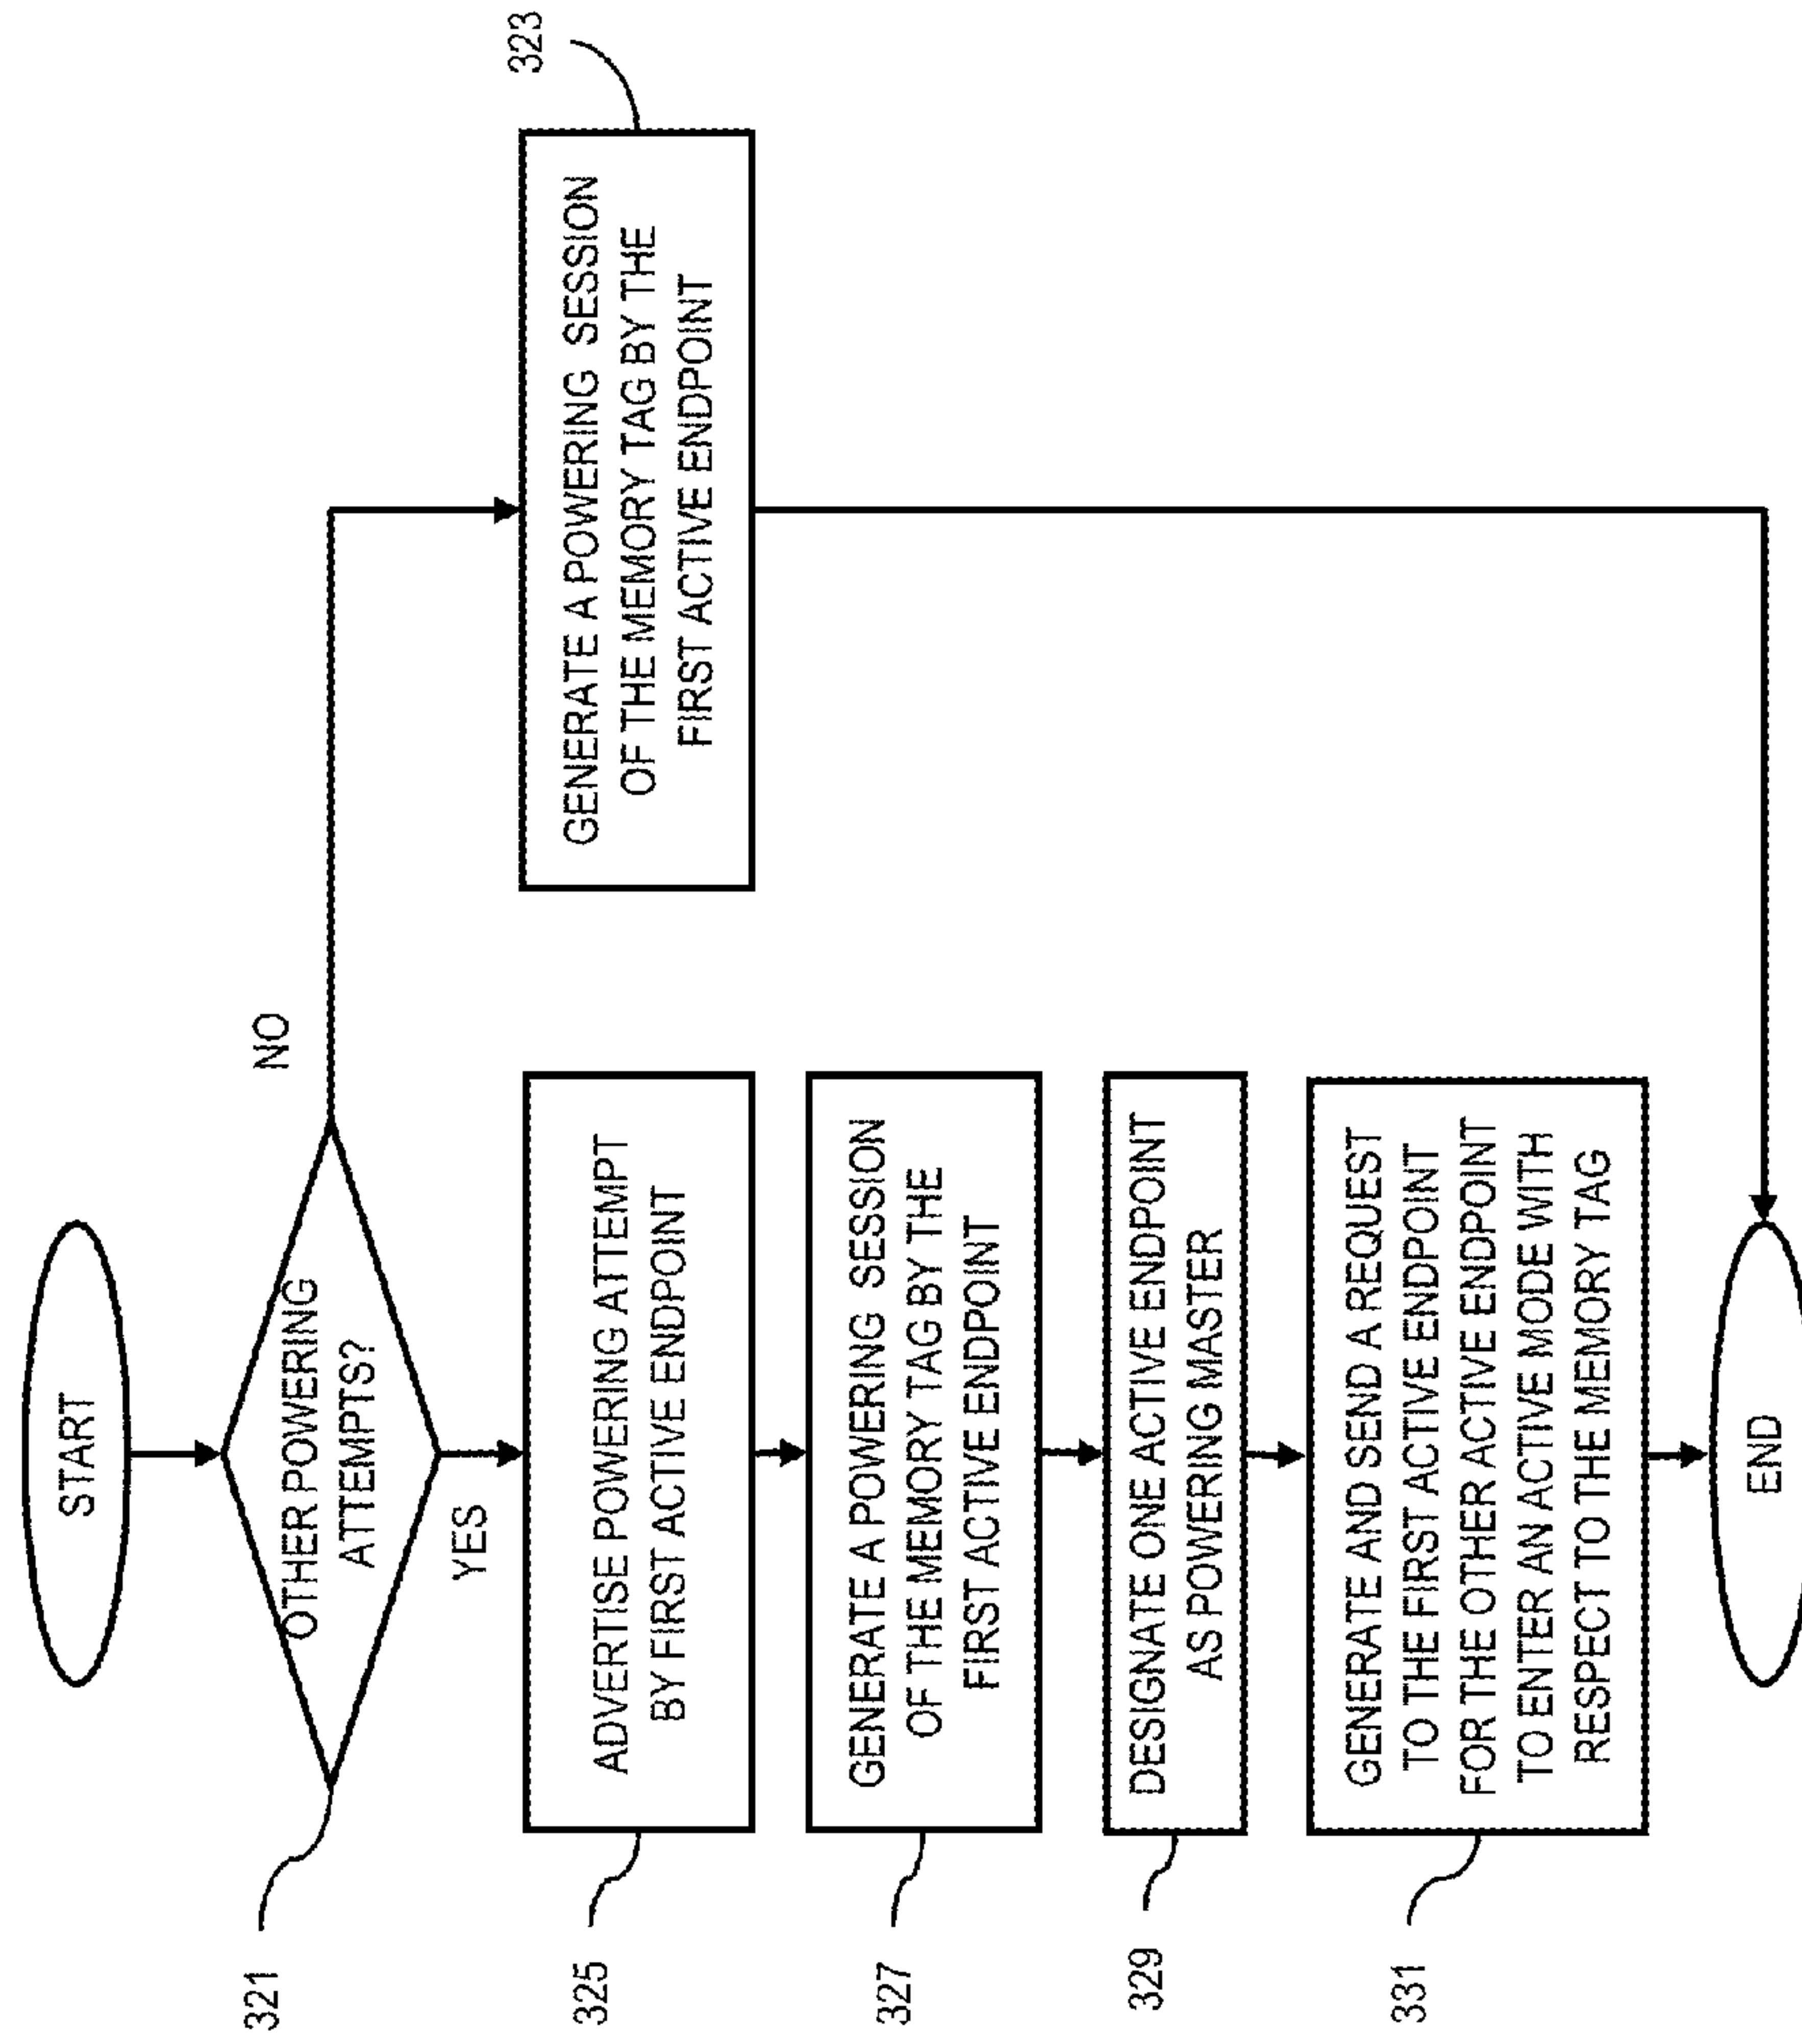 START
OTHER POWERING
ATTEMPTS?
321
NO
YES
GENERATE A POWERING SESSION
OF THE MEMORY TAG BY THE
FIRST ACTIVE ENDPOINT
323
ADVERTISE POWERING ATTEMPT
BY FIRST ACTIVE ENDPOINT
325
GENERATE A POWERING SESSION
OF THE MEMORY TAG BY THE
FIRST ACTIVE ENDPOINT
327
DESIGNATE ONE ACTIVE ENDPOINT
AS POWERING MASTER
329
GENERATE AND SEND A REQUEST
TO THE FIRST ACTIVE ENDPOINT
FOR THE OTHER ACTIVE ENDPOINT
TO ENTER AN ACTIVE MODE WITH
RESPECT TO THE MEMORY TAG
331
END